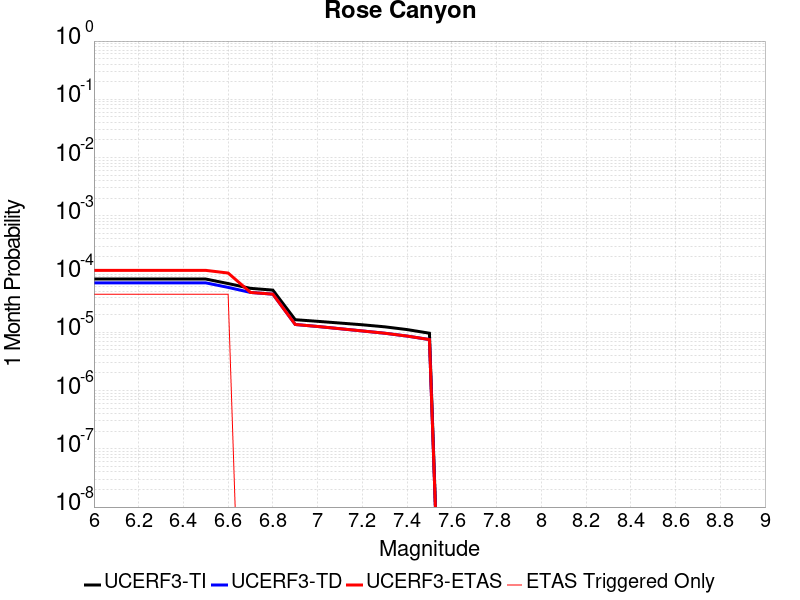 Rose Canyon
10 0
10 -1
10 -2
10 -3
10 -4
10 -5
10 -6
10 -7
10 -8
1 Month Probability
6 6.2 6.4 6.6 6.8 7 7.2 7.4 7.6 7.8 8 8.2 8.4 8.6 8.8 9
Magnitude
UCERF3-TI UCERF3-TD UCERF3-ETAS ETAS Triggered Only